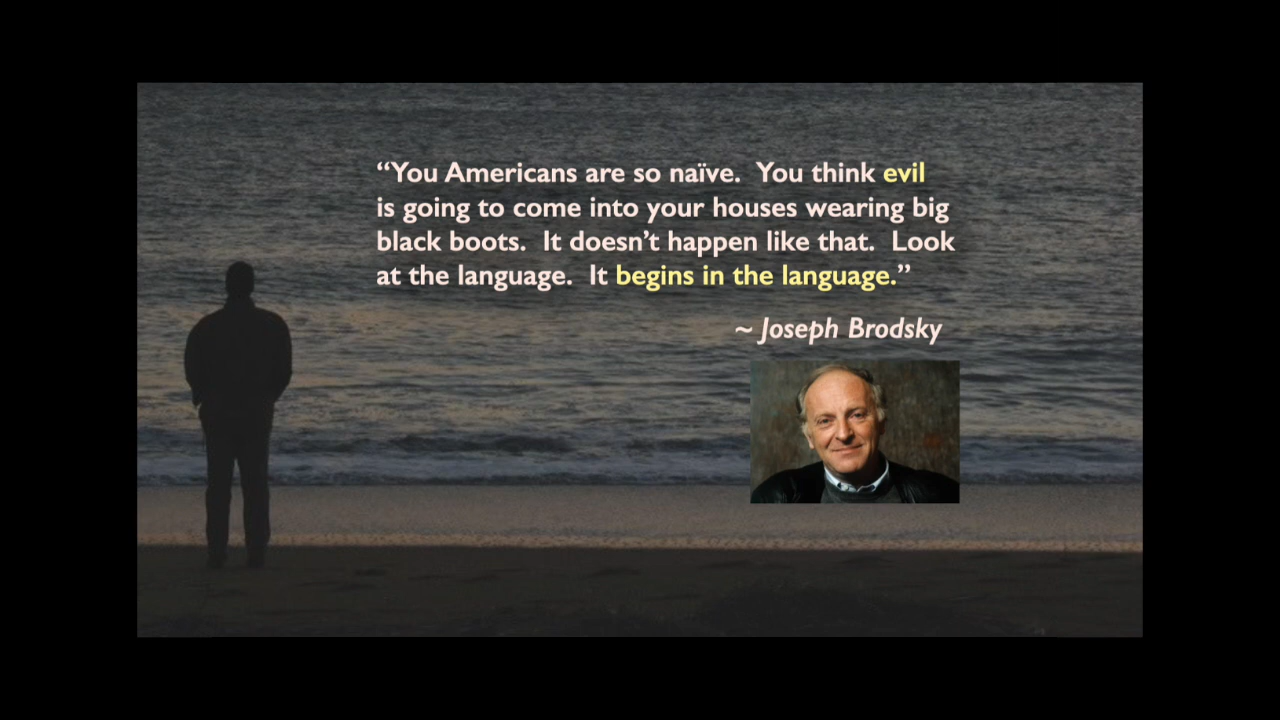 “You Americans are so naïve.  You think evil
is going to come into your houses wearing big
black boots.  It doesn’t happen like that.  Look
at the language.  It begins in the language.”
~ Joseph Brodsky